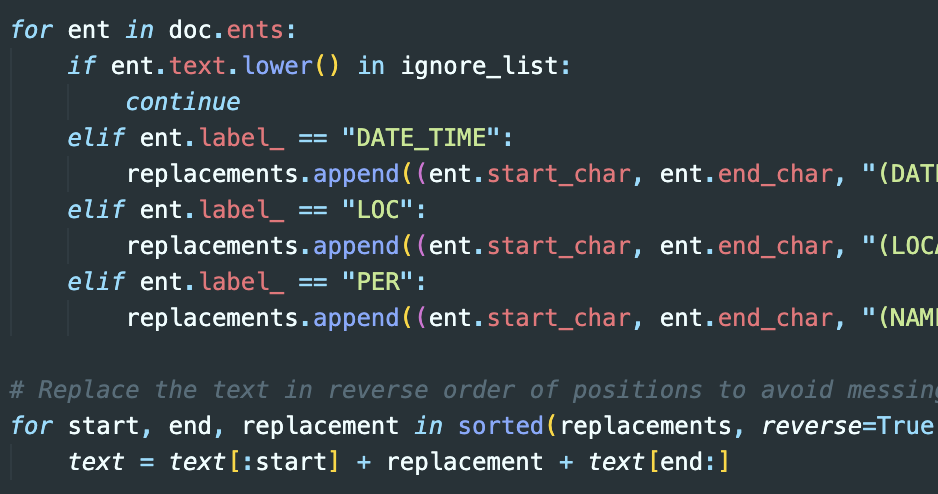 for ent in doc.ents:
    if ent.text.lower() in ignore_list:
        continue
    elif ent.label_ == "DATE_TIME":
        replacements.append((ent.start_char, ent.end_char, "(DAT
    elif ent.label_ == "LOC":
        replacements.append((ent.start_char, ent.end_char, "(LOCA
    elif ent.label_ == "PER":
        replacements.append((ent.start_char, ent.end_char, "(NAM

# Replace the text in reverse order of positions to avoid messing
for start, end, replacement in sorted(replacements, reverse=True
    text = text[:start] + replacement + text[end:]